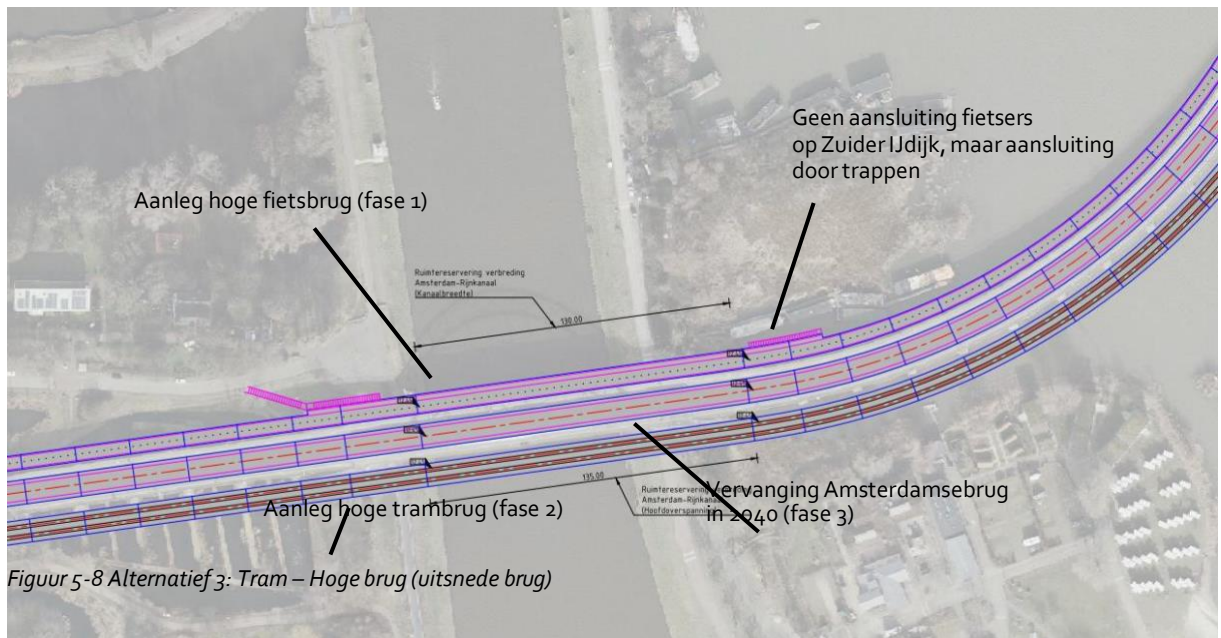 Geen aansluiting fietsers
op Zuider IJdijk, maar aansluiting
door trappen
Aanleg hoge fietsbrug (fase 1)
Ruimtereservering verbreding
Amsterdam-Rijnkanaal
(Kanaalbreedte)
130.00
135.00
Ruimtereservering
Amsterdam-Rijnkanaal
(Hoofdoverspanning)
Vervanging Amsterdamsebrug
in 2040 (fase 3)
Aanleg hoge trambrug (fase 2)
Figuur 5-8 Alternatief 3: Tram – Hoge brug (uitsnede brug)